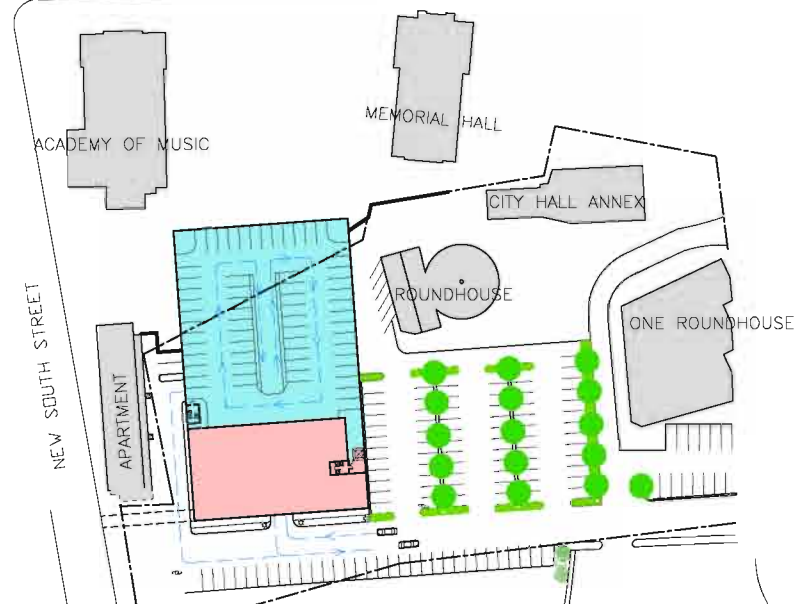 ACADEMY OF MUSIC
MEMORIAL HALL
CITY HALL ANNEX
ROUNDHOUSE
ONE ROUNDHOUSE
NEW SOUTH STREET
APARTMENT